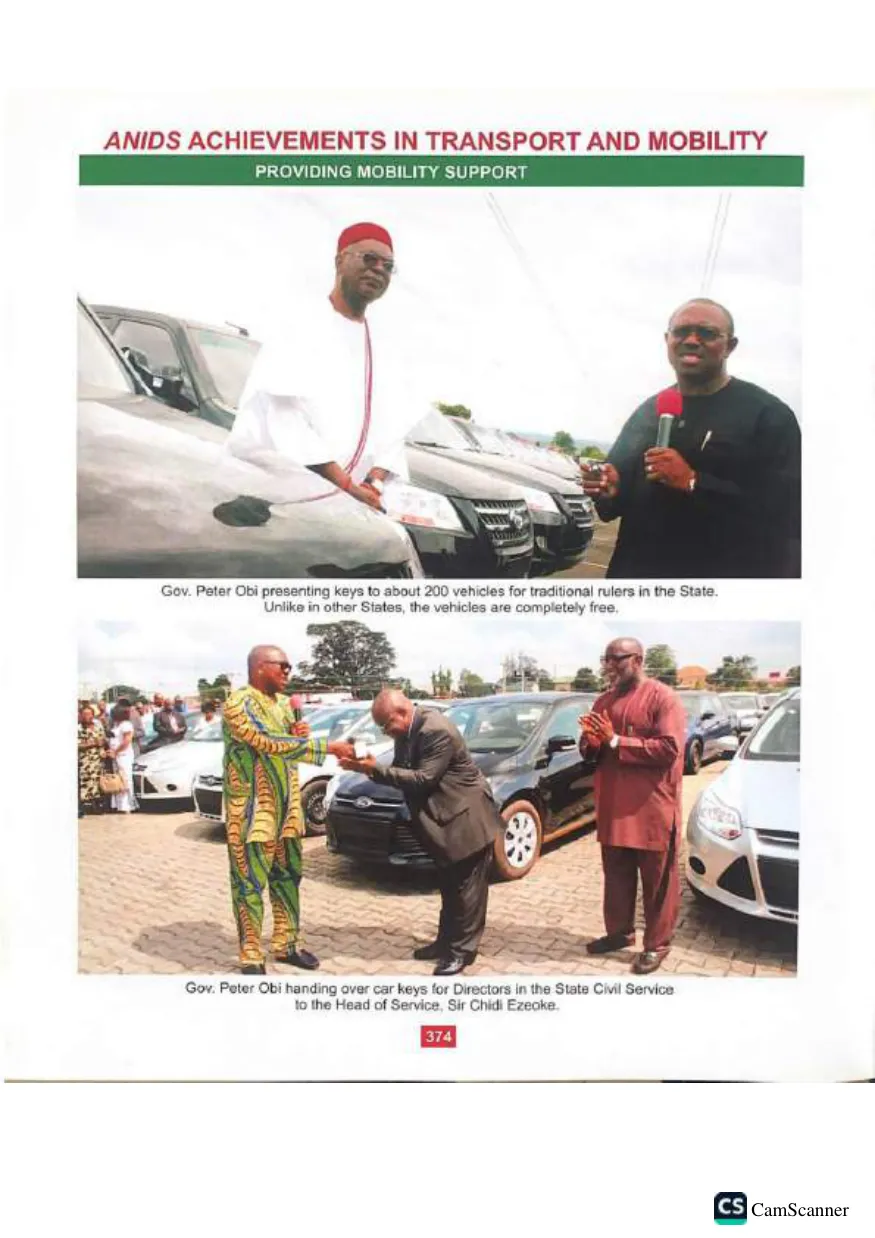 ANIDS ACHIEVEMENTS IN TRANSPORT AND MOBILITY
PROVIDING MOBILITY SUPPORT
Gov. Peter Obi presenting keys to about 200 vehicles for traditional rulers in the State.
Unlike in other States, the vehicles are completely free.
Gov. Peter Obi handing over car keys for Directors in the State Civil Service
to the Head of Service, Sir Chidi Ezeoke.
374
CS CamScanner